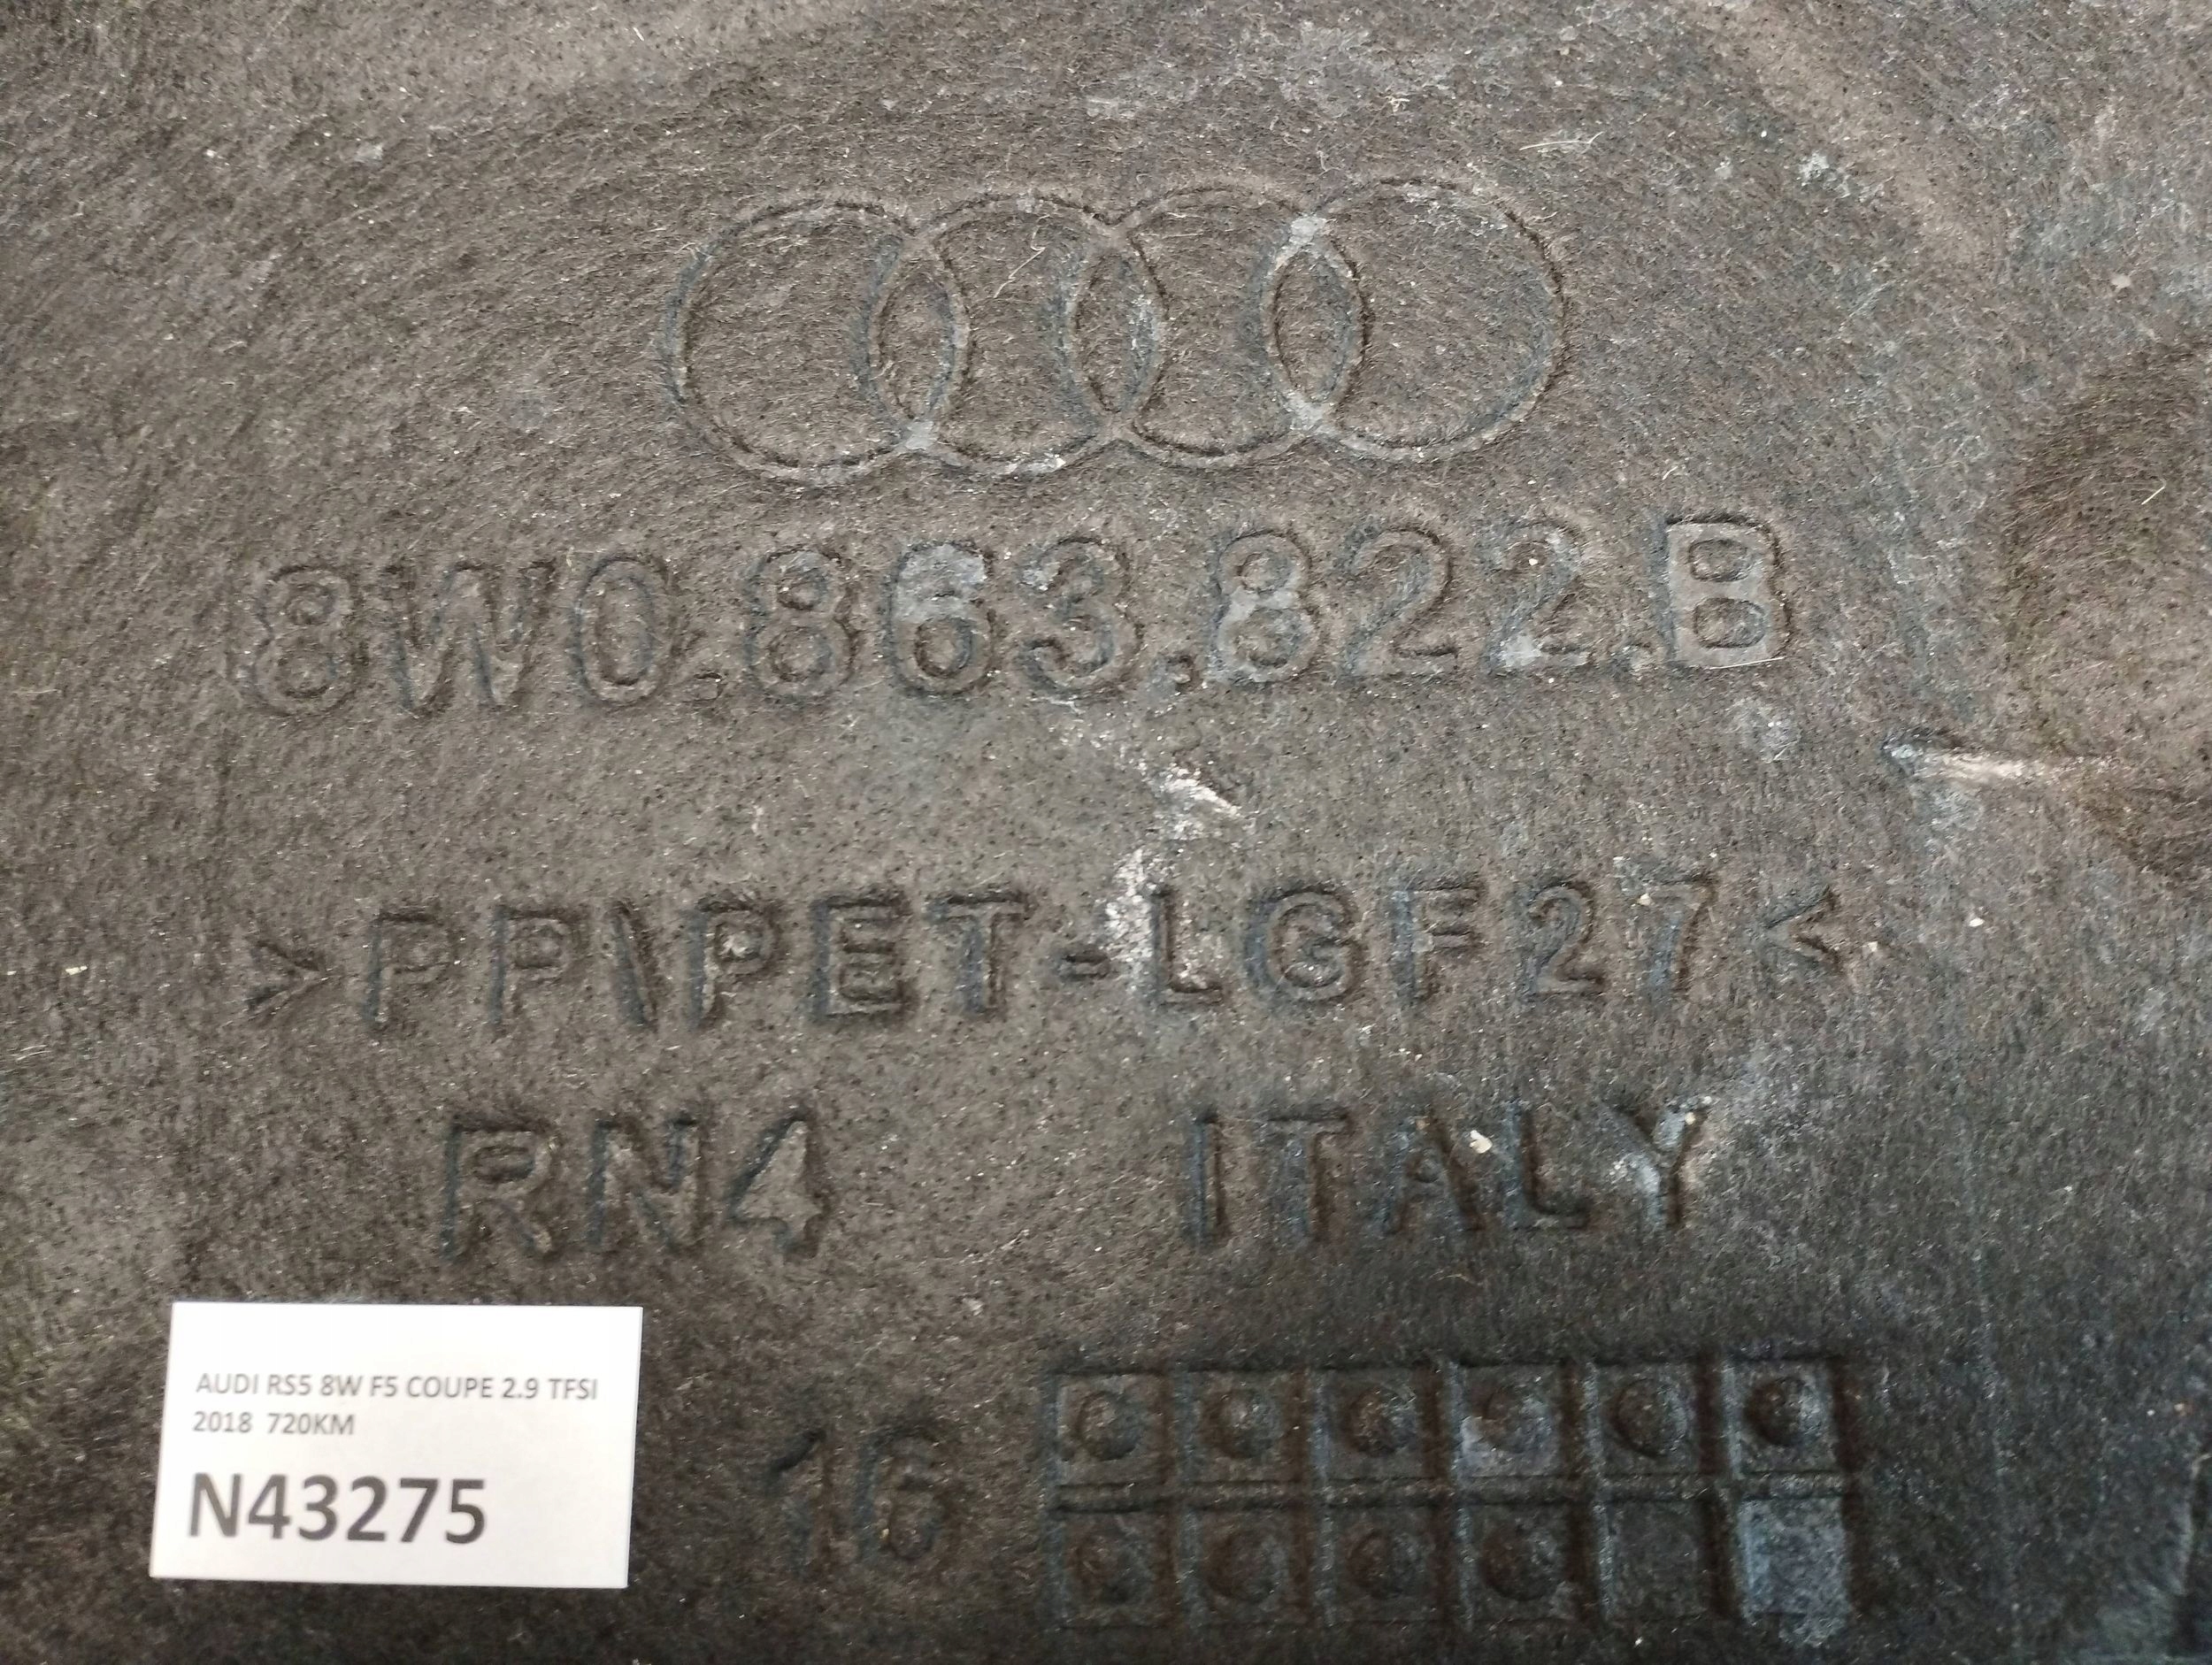 8W0.863.822.B
>PP\PET-LGF27<
RN4 ITALY
16
AUDI RS5 8W F5 COUPE 2.9 TFSI
2018 720KM
N43275